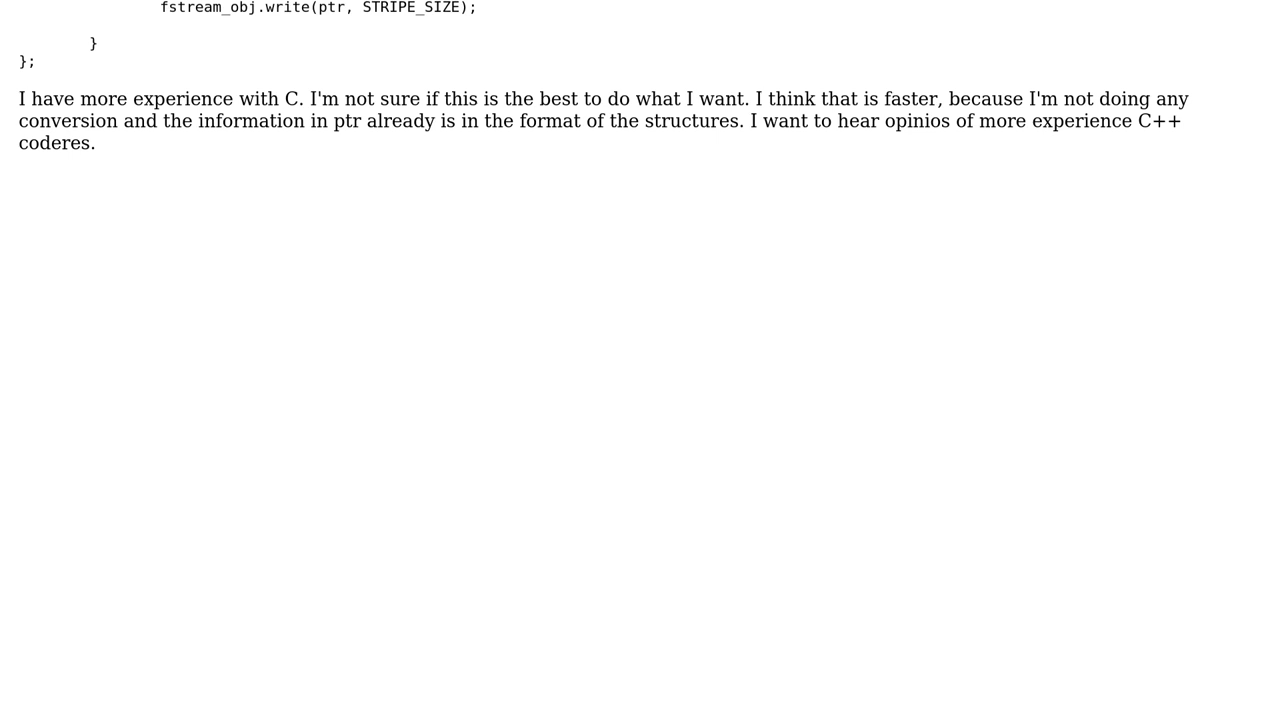 fstream_obj.write(ptr, STRIPE_SIZE);
}
};
I have more experience with C. I'm not sure if this is the best to do what I want. I think that is faster, because I'm not doing any
conversion and the information in ptr already is in the format of the structures. I want to hear opinios of more experience C++
coderes.